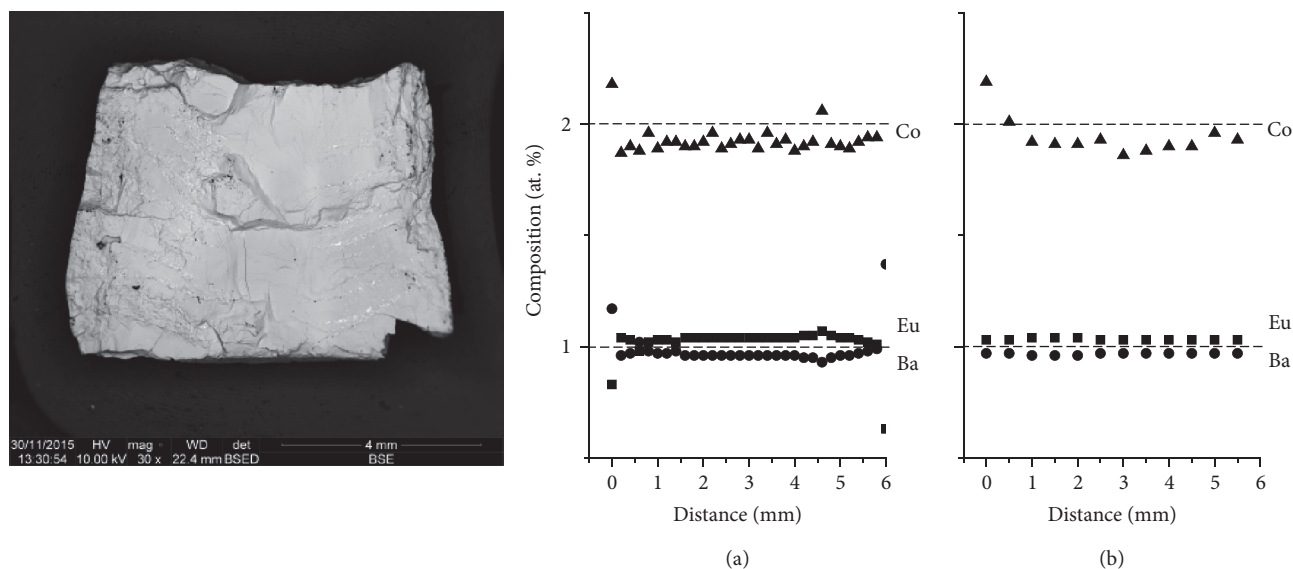 30/11/2015 HV mag WD det 4 mm
13:30:54 10.00 kV 30 x 22.4 mm BSED BSE
Composition (at. %)
2
1
Co
Eu
Ba
0 1 2 3 4 5 6
Distance (mm)
(a)
Co
Eu
Ba
0 1 2 3 4 5 6
Distance (mm)
(b)